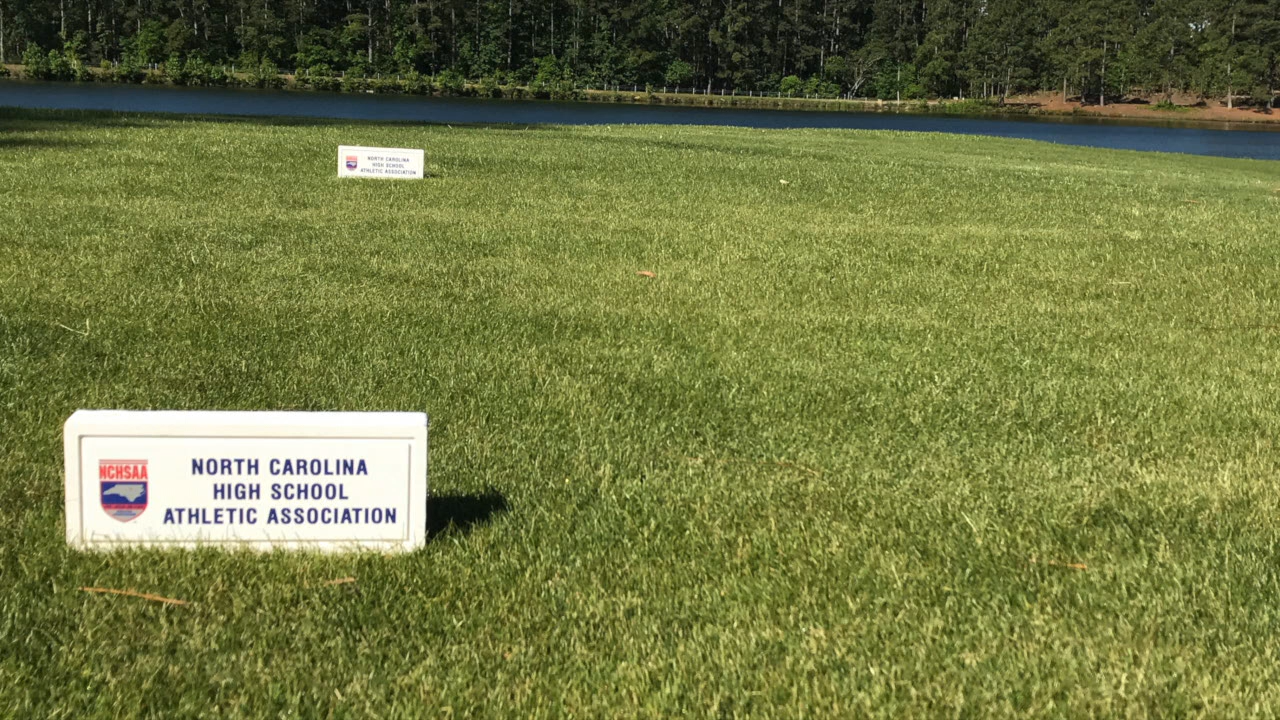 NORTH CAROLINA
HIGH SCHOOL
ATHLETIC ASSOCIATION
NCHSAA
NORTH CAROLINA
HIGH SCHOOL
ATHLETIC ASSOCIATION